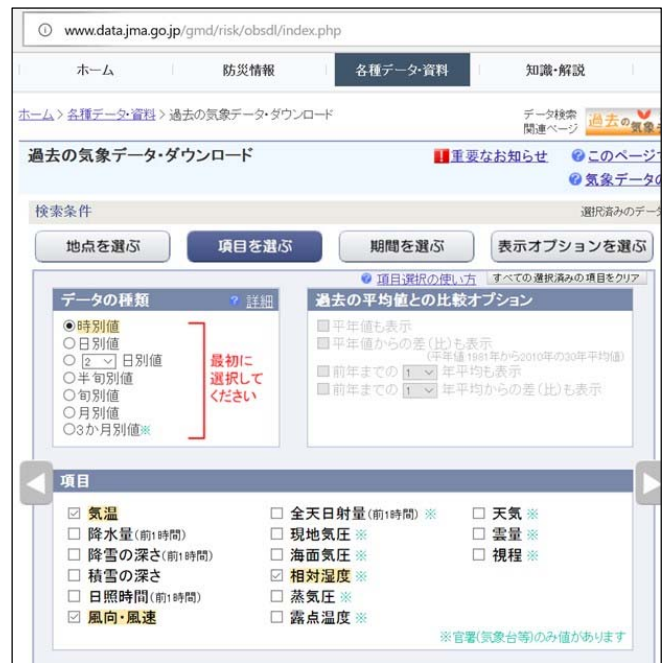 www.data.jma.go.jp/gmd/risk/obsdl/index.php
ホーム 防災情報 各種データ・資料 知識・解説
ホーム > 各種データ・資料 > 過去の気象データ・ダウンロード
データ検索
関連ページ
過去の気象
過去の気象データ・ダウンロード
重要なお知らせ
このページ
気象データの
検索条件
選択済みのデータ
地点を選ぶ 項目を選ぶ 期間を選ぶ 表示オプションを選ぶ
項目選択の使い方 すべての選択済みの項目をクリア
データの種類 詳細
時別値
日別値
2 日別値
半旬別値
旬別値
月別値
3か月別値※
最初に
選択して
ください
過去の平均値との比較オプション
平年値も表示
平年値からの差(比)も表示
(平年値:1981年から2010年の30年平均値)
前年までの 1 年平均も表示
前年までの 1 年平均からの差(比)も表示
項目
気温
降水量(前1時間)
降雪の深さ(前1時間)
積雪の深さ
日照時間(前1時間)
風向・風速
全天日射量(前1時間) ※
現地気圧 ※
海面気圧 ※
相対湿度 ※
蒸気圧 ※
露点温度 ※
天気 ※
雲量 ※
視程 ※
※官署(気象台等)のみ値があります